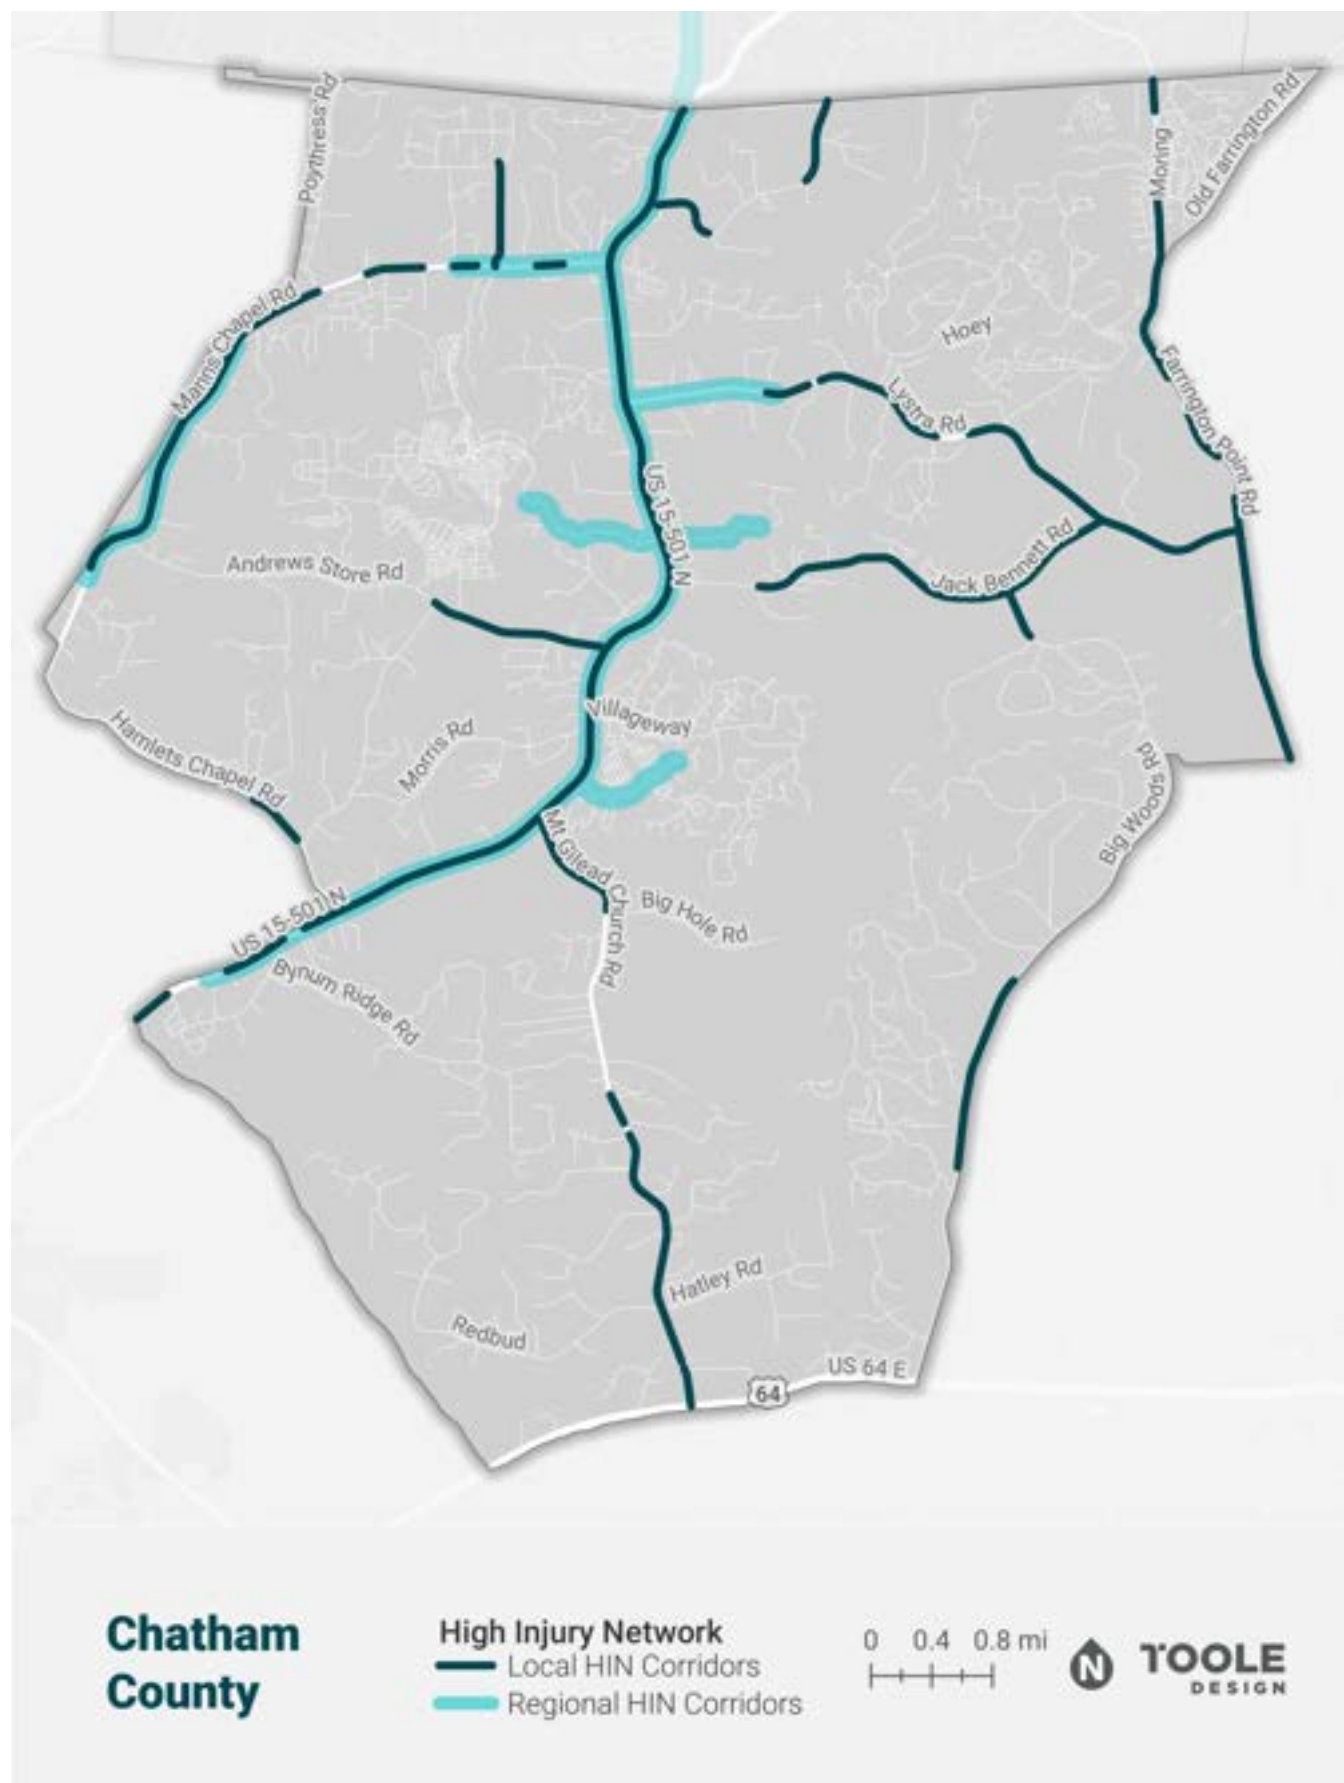 Poythress Rd
Moring
Old Farrington Rd
Manns Chapel Rd
Hoey
Lystra Rd
Farrington Point Rd
US 15-501 N
Andrews Store Rd
Jack Bennett Rd
Villageway
Morris Rd
Hamlets Chapel Rd
Big Woods Rd
Mt Gilead Church Rd
Big Hole Rd
US 15-501 N
Bynum Ridge Rd
Hatley Rd
Redbud
US 64 E
64
Chatham
County
High Injury Network
Local HIN Corridors
Regional HIN Corridors
0 0.4 0.8 mi
N
TOOLE
DESIGN